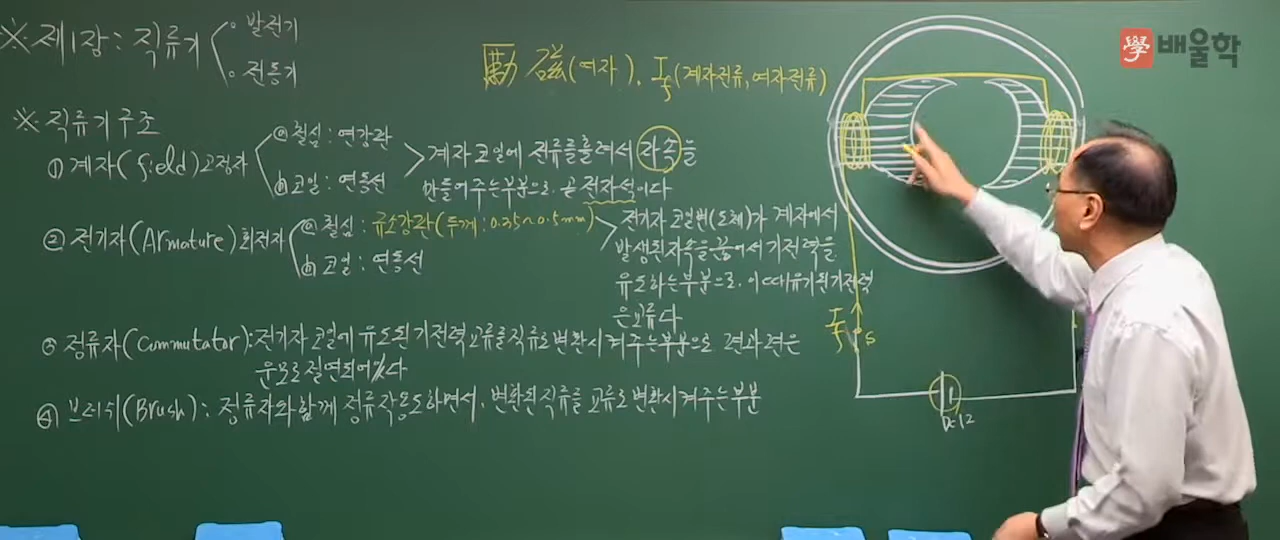 ※ 제1장: 직류기
ⓞ 발전기
ⓞ 전동기
勵磁(여자), If(계자전류, 여자전류)
※ 직류기 구조
① 계자(field)고정자
ⓐ 철심: 연강판
ⓑ 코일: 연동선
계자 코일에 전류를 흘려서 자속을
만들어주는부분으로. 곧 전자석이다
② 전기자(Armature)회전자
ⓐ 철심: 규소강판(두께: 0.35~0.5mm)
ⓑ 코일: 연동선
전기자 코일변(도체)가 계자에서
발생된자속을끊어서기전력을
유도하는부분으로. 이때유기된기전력
은교류다
③ 정류자(Commutator): 전기자 코일에 유도된기전력교류를직류로변환시켜주는부분으로 편과편은
운모로절연되어있다
④ 브러쉬(Brush): 정류자와함께 정류작용도하면서. 변환된직류를 교류로변환시켜주는부분
If
S
DC12
學 배울학